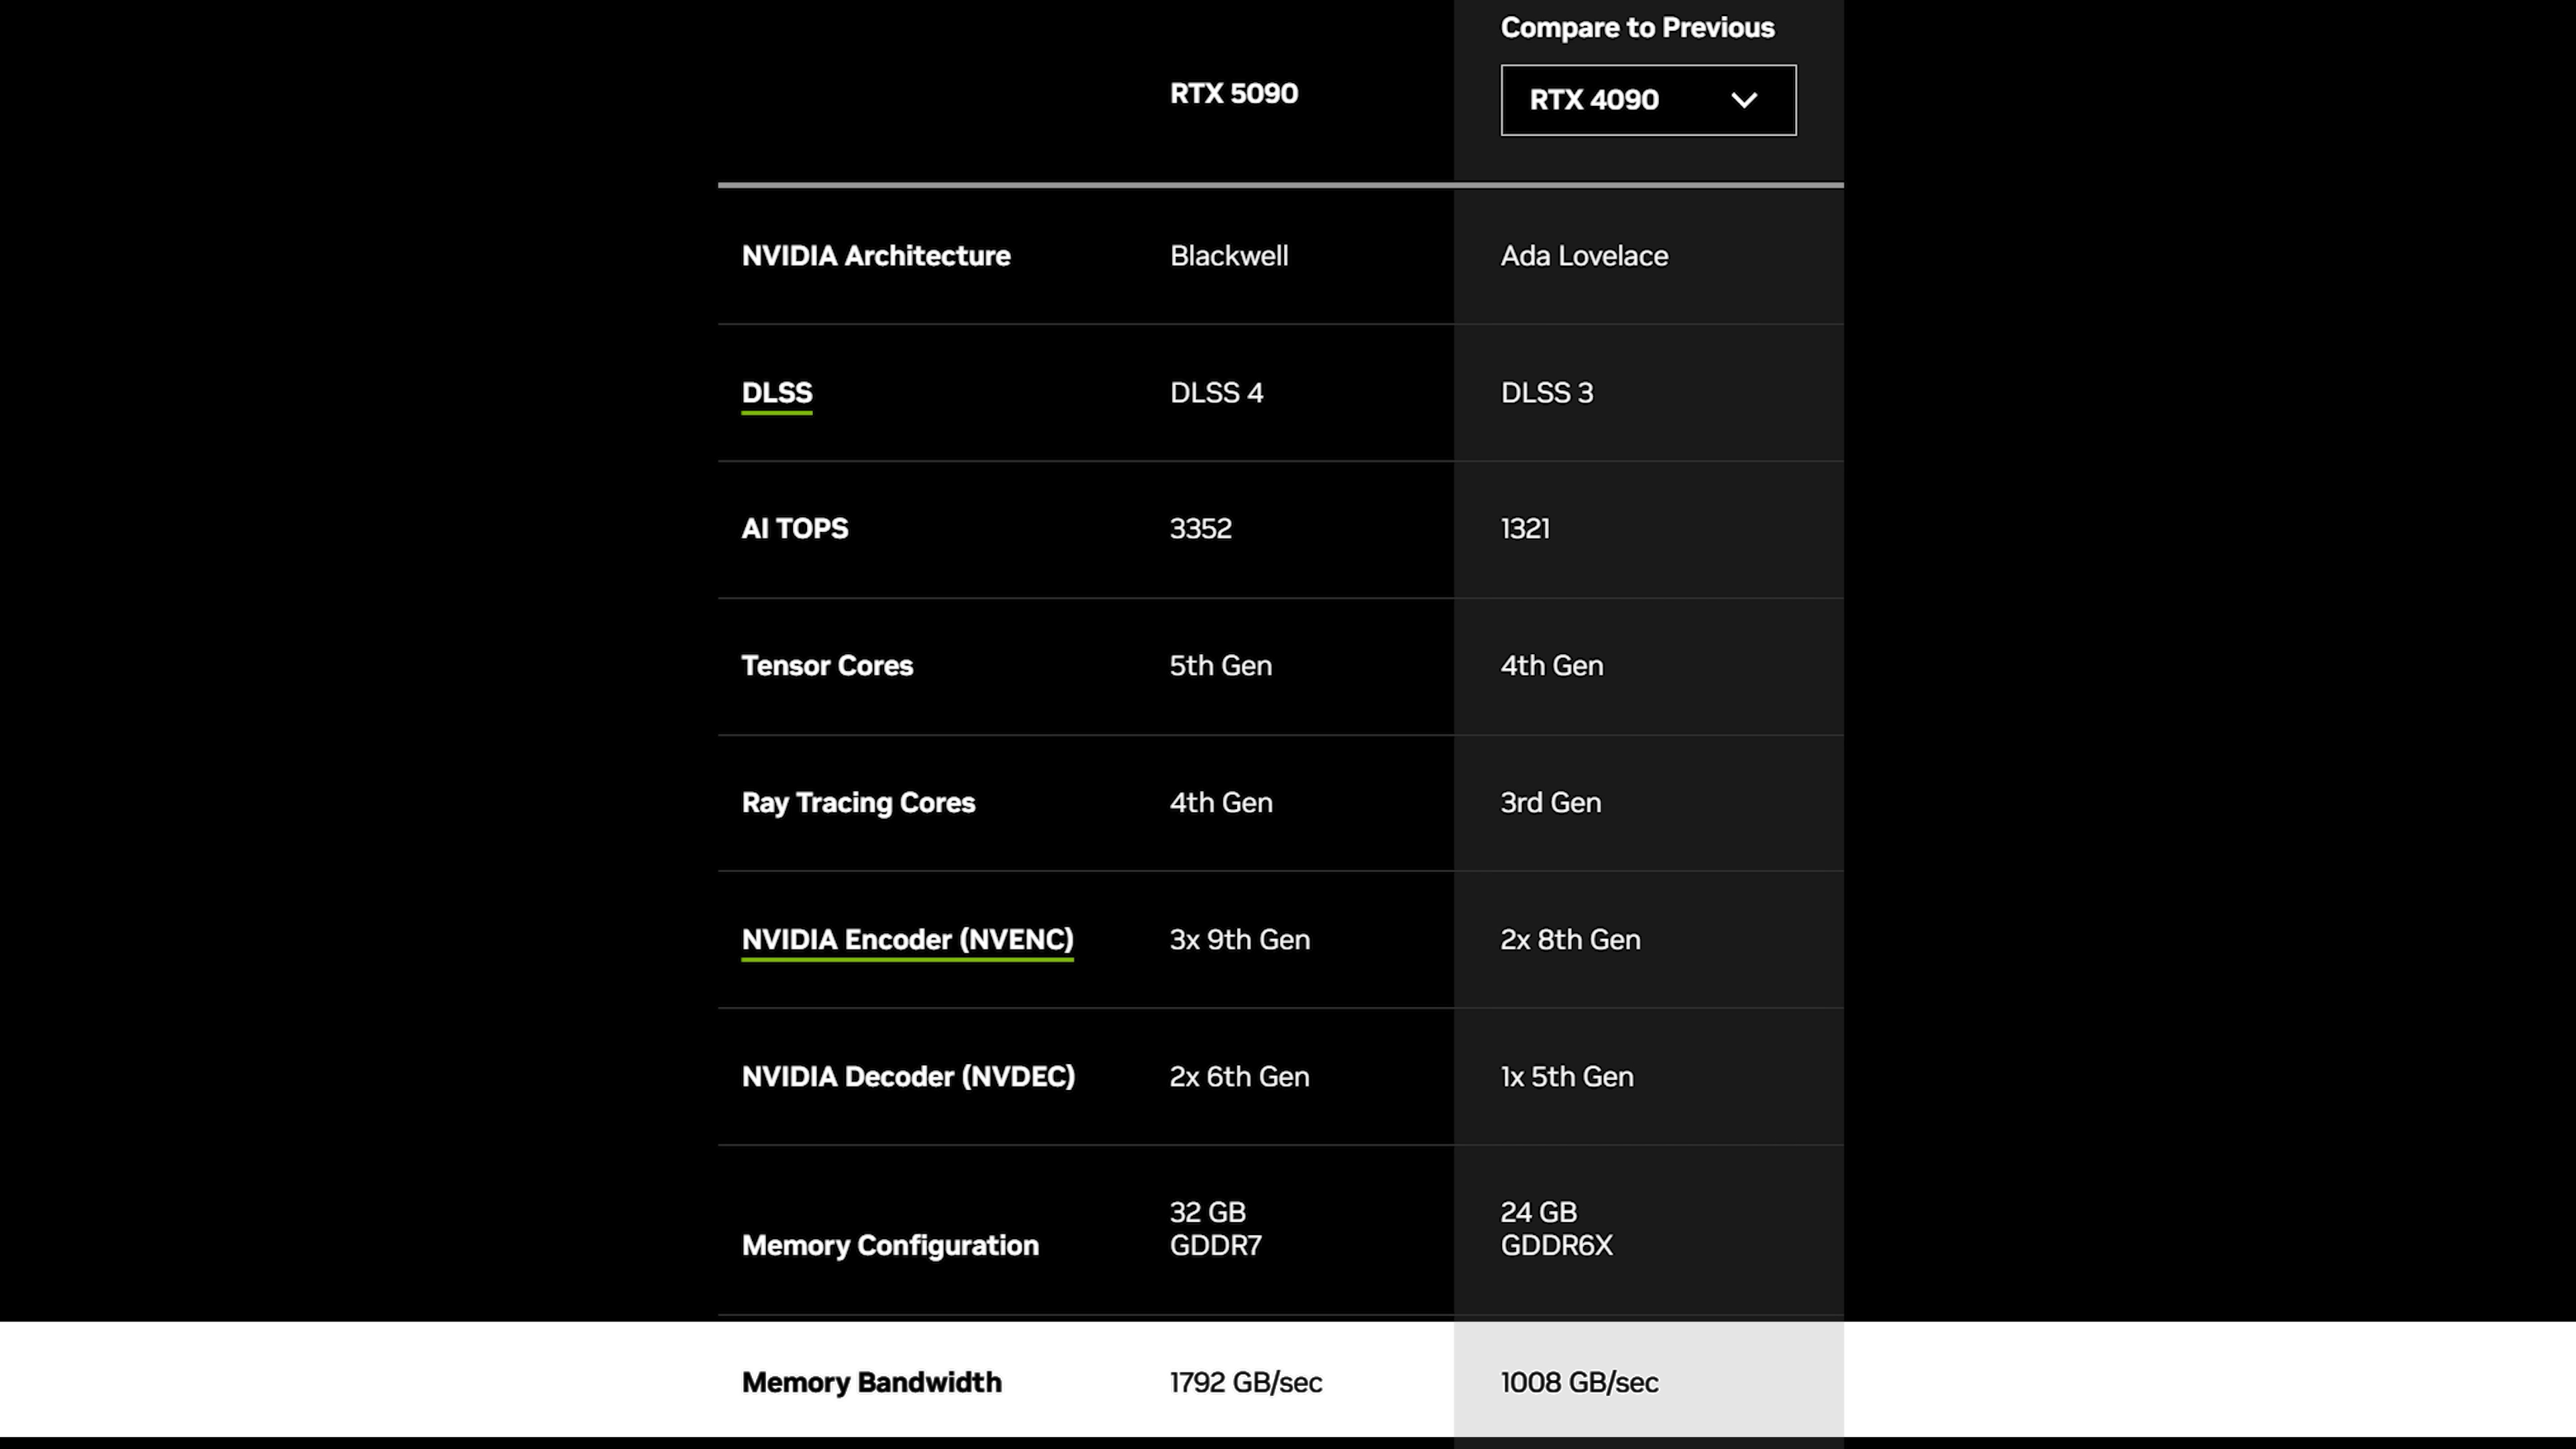 Compare to Previous
RTX 5090
RTX 4090
NVIDIA Architecture Blackwell Ada Lovelace
DLSS DLSS 4 DLSS 3
AI TOPS 3352 1321
Tensor Cores 5th Gen 4th Gen
Ray Tracing Cores 4th Gen 3rd Gen
NVIDIA Encoder (NVENC) 3x 9th Gen 2x 8th Gen
NVIDIA Decoder (NVDEC) 2x 6th Gen 1x 5th Gen
32 GB 24 GB
Memory Configuration GDDR7 GDDR6X
Memory Bandwidth 1792 GB/sec 1008 GB/sec